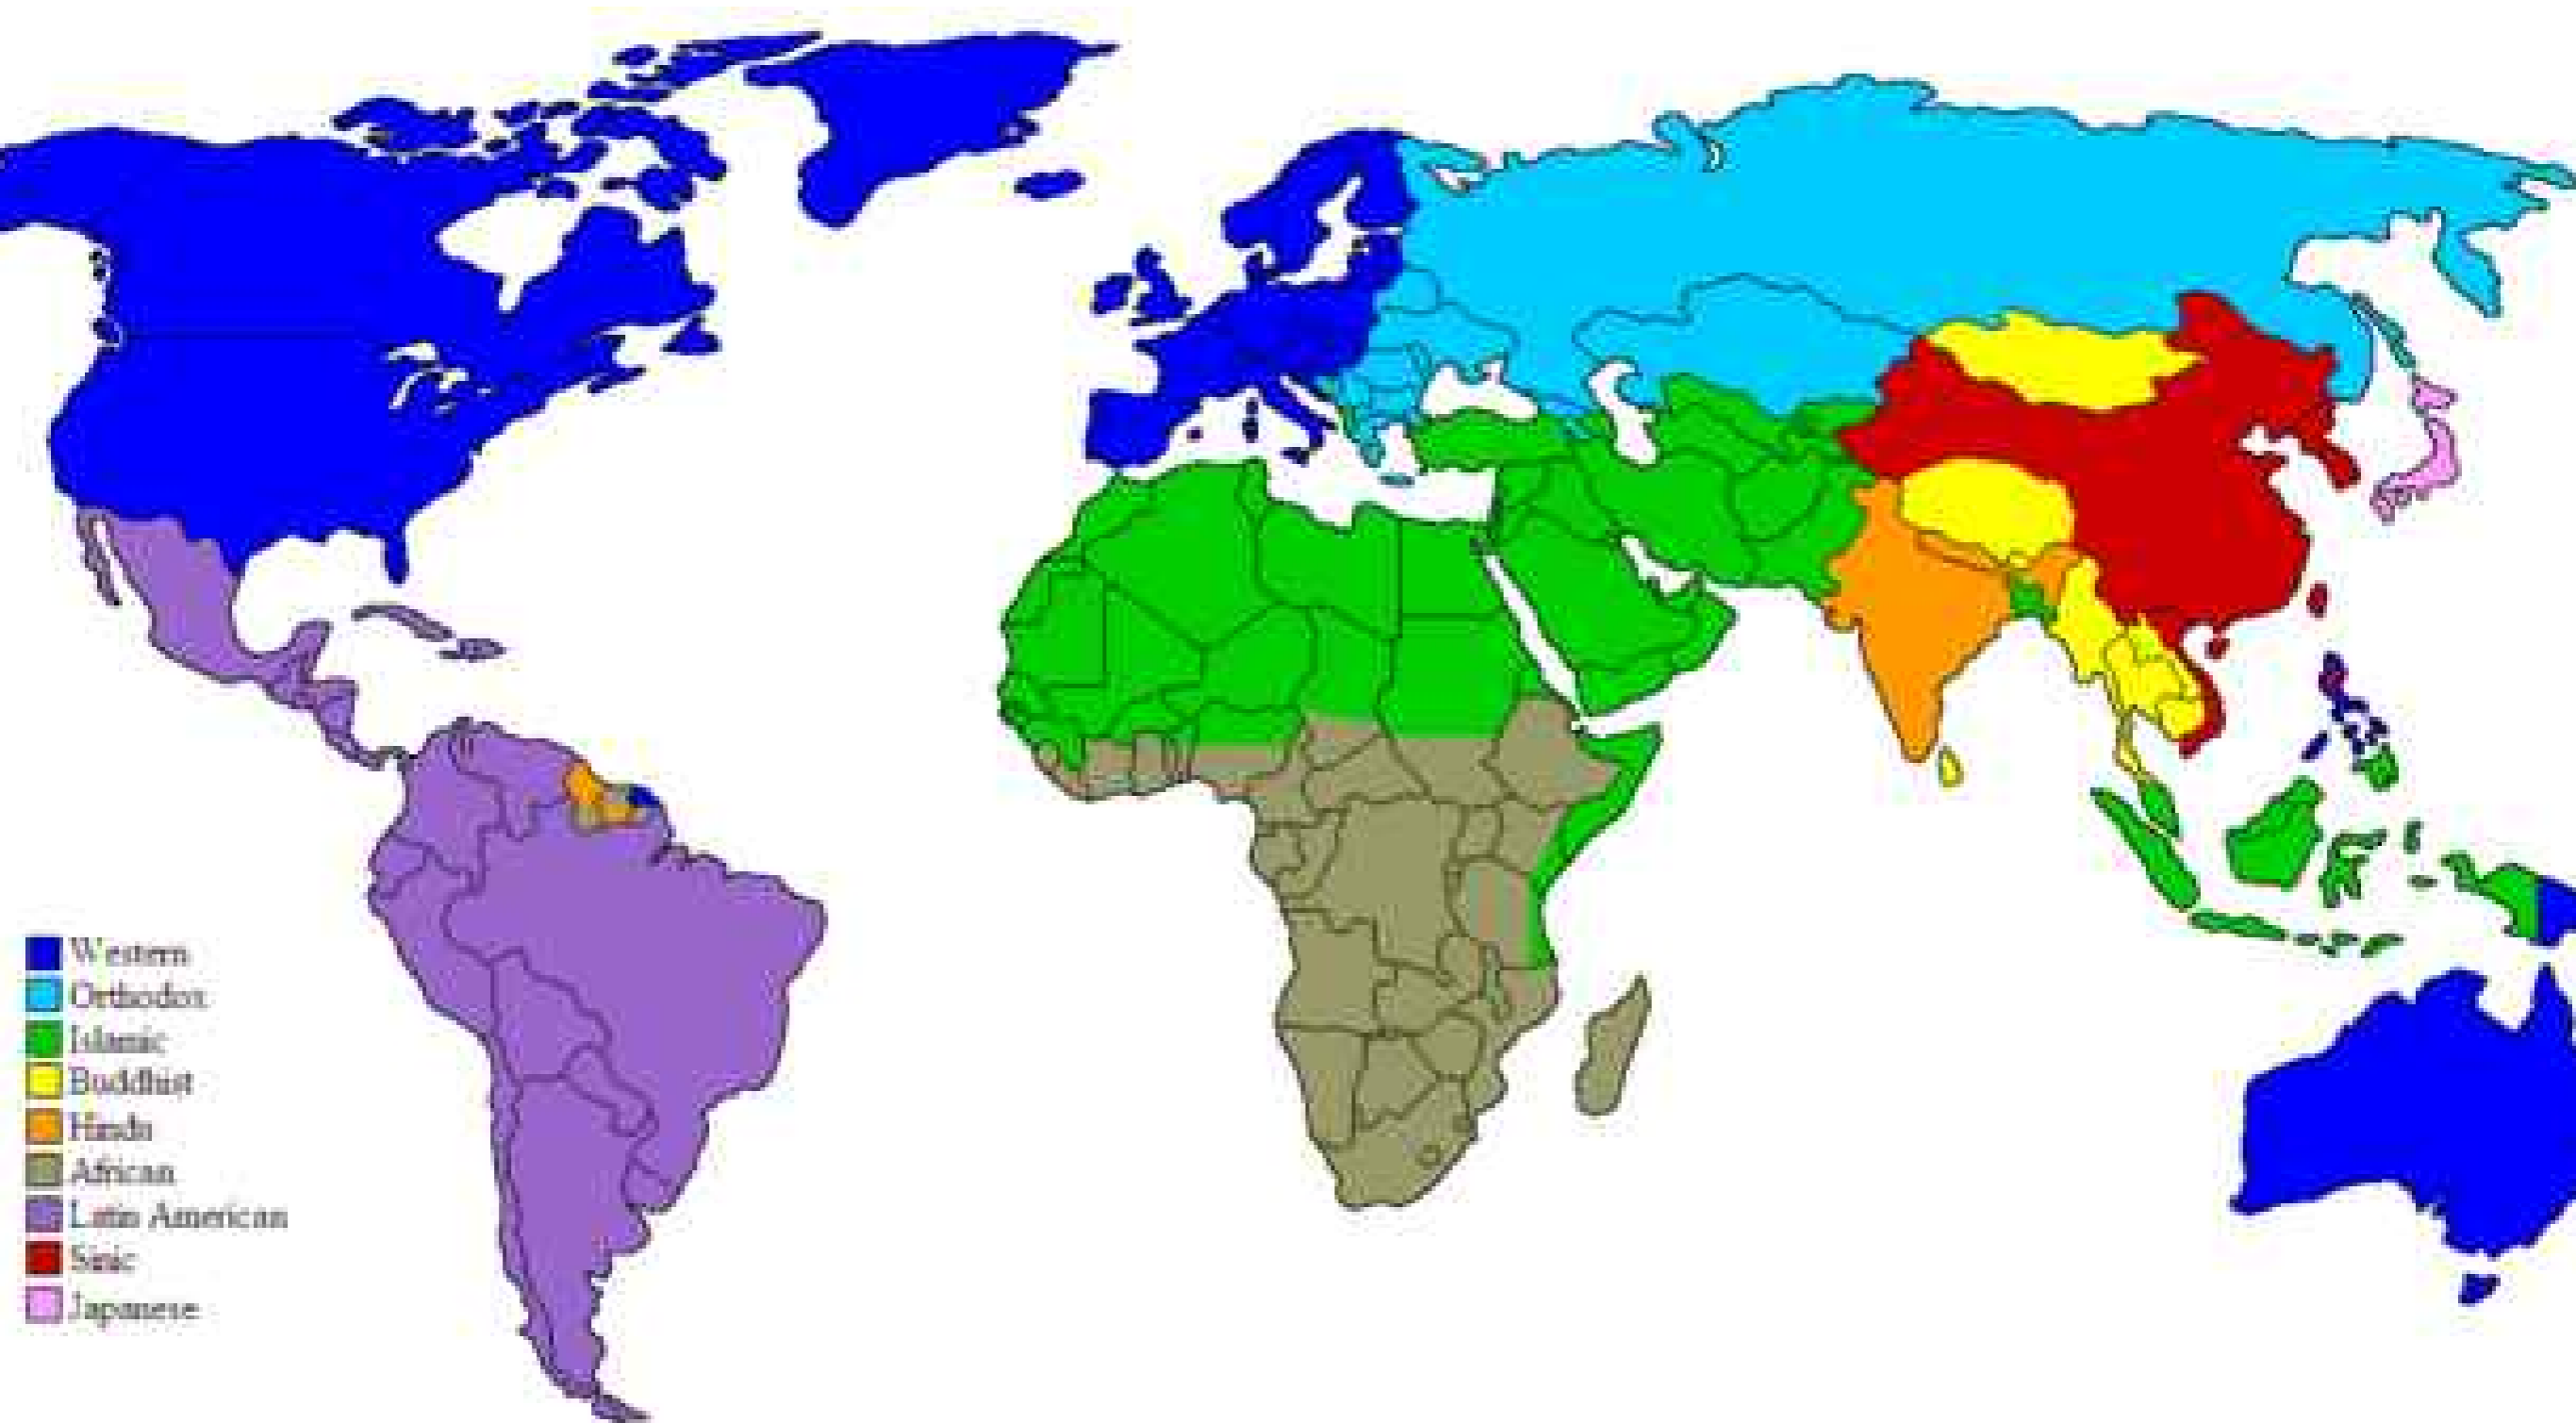 Western
Orthodox
Islamic
Buddhist
Hindu
African
Latin American
Sinic
Japanese